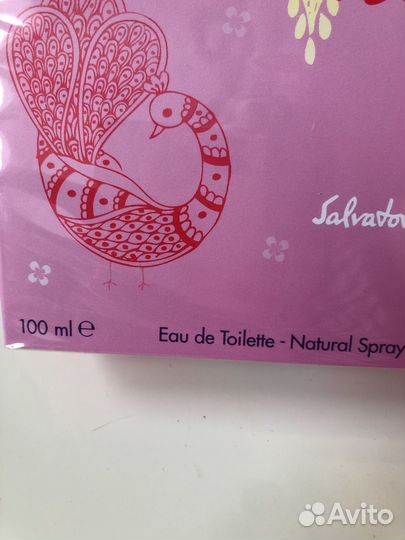 Salvator
100 ml e
Eau de Toilette - Natural Spray
Avito